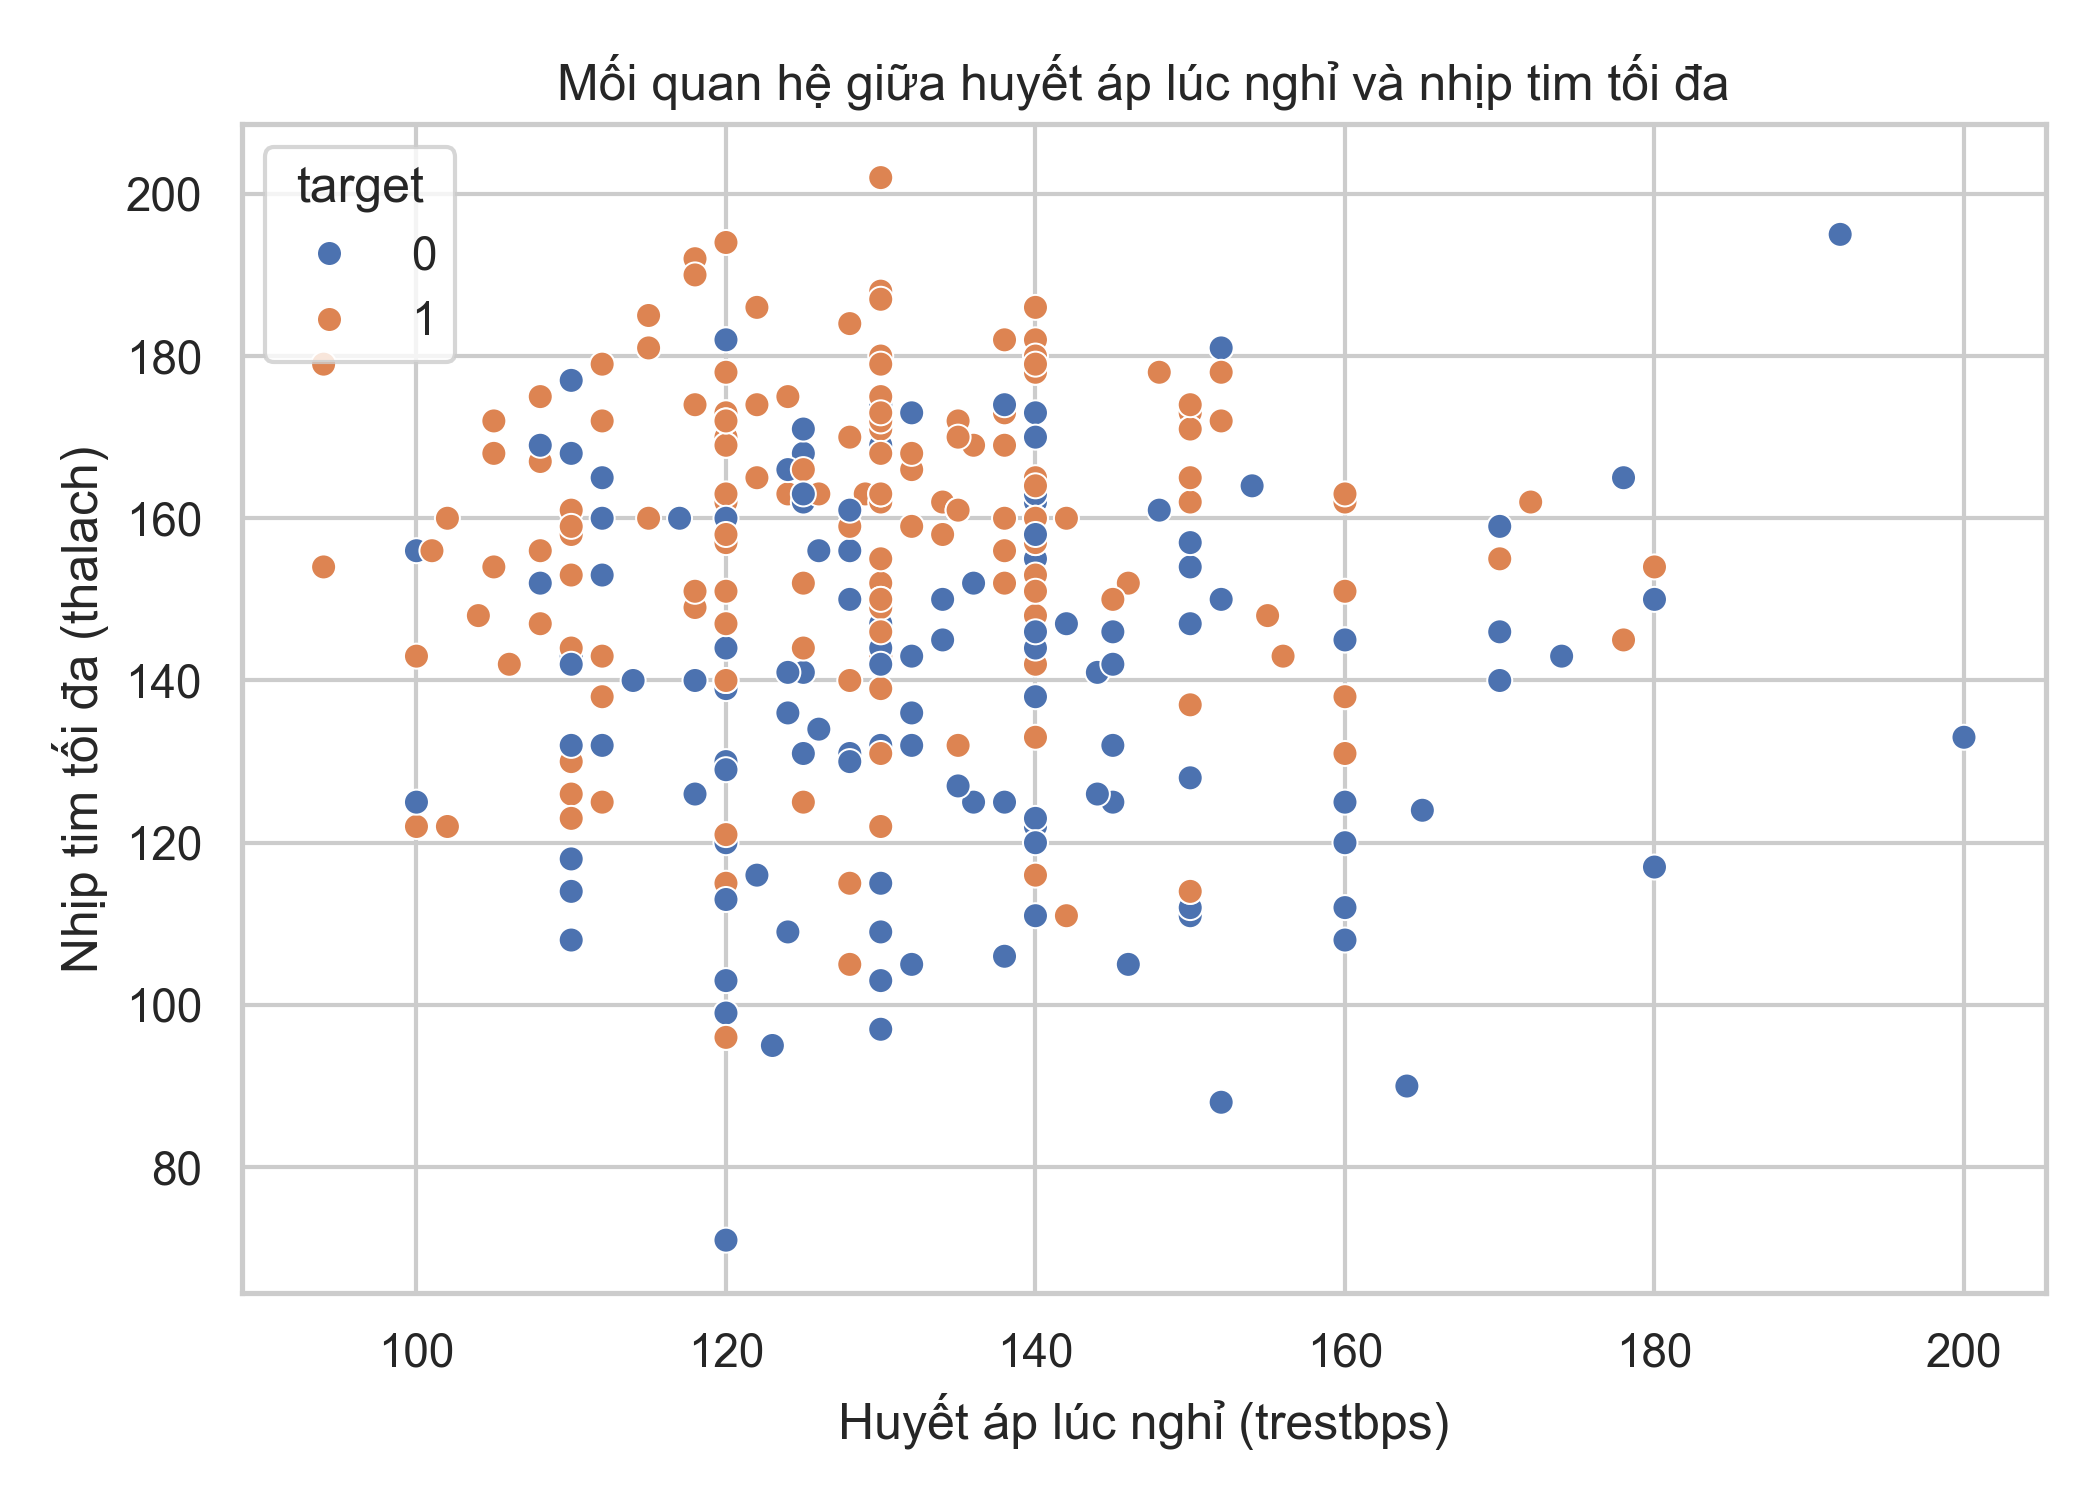 Mối quan hệ giữa huyết áp lúc nghỉ và nhịp tim tối đa
target
0
1
200
180
160
140
120
100
80
Nhịp tim tối đa (thalach)
100 120 140 160 180 200
Huyết áp lúc nghỉ (trestbps)